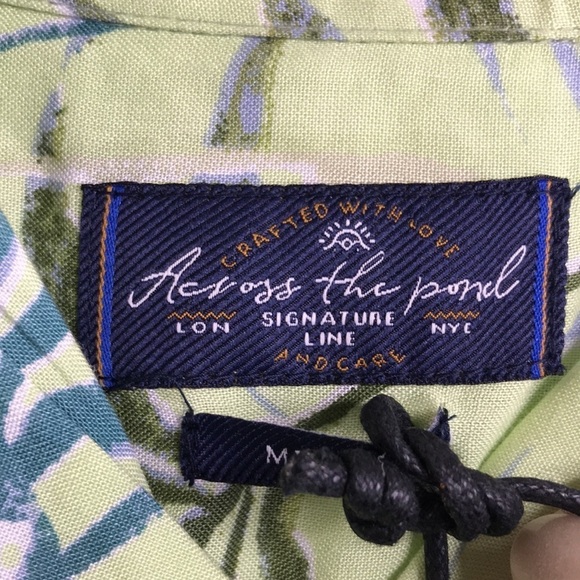 CRAFTED WITH LOVE
Across the pond
LON SIGNATURE NYC
LINE
AND CARE
M